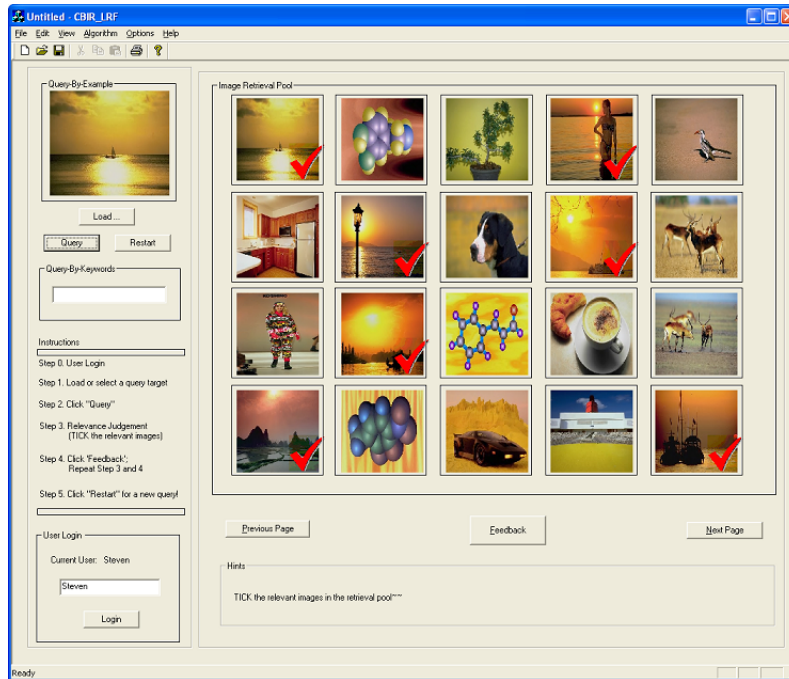 Untitled - CBIR_LRF
File Edit View Algorithm Options Help
Query-By-Example
Load ...
Query Restart
Query-By-Keywords
Instructions
Step 0. User Login
Step 1. Load or select a query target
Step 2. Click "Query"
Step 3. Relevance Judgement
(TICK the relevant images)
Step 4. Click 'Feedback';
Repeat Step 3 and 4
Step 5. Click "Restart" for a new query!
User Login
Current User: Steven
Steven
Login
Image Retrieval Pool
Previous Page Feedback Next Page
Hints
TICK the relevant images in the retrieval pool~~
Ready